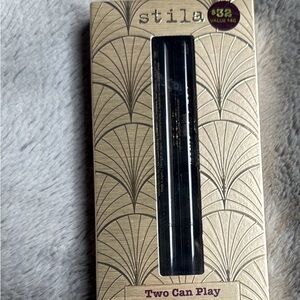 stila
$32
VALUE $40
Two Can Play